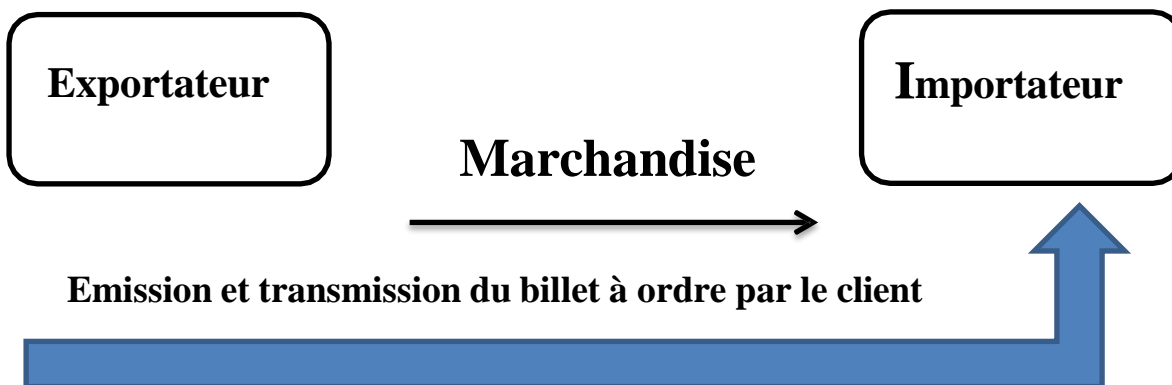 Exportateur
Importateur
Marchandise
Emission et transmission du billet à ordre par le client